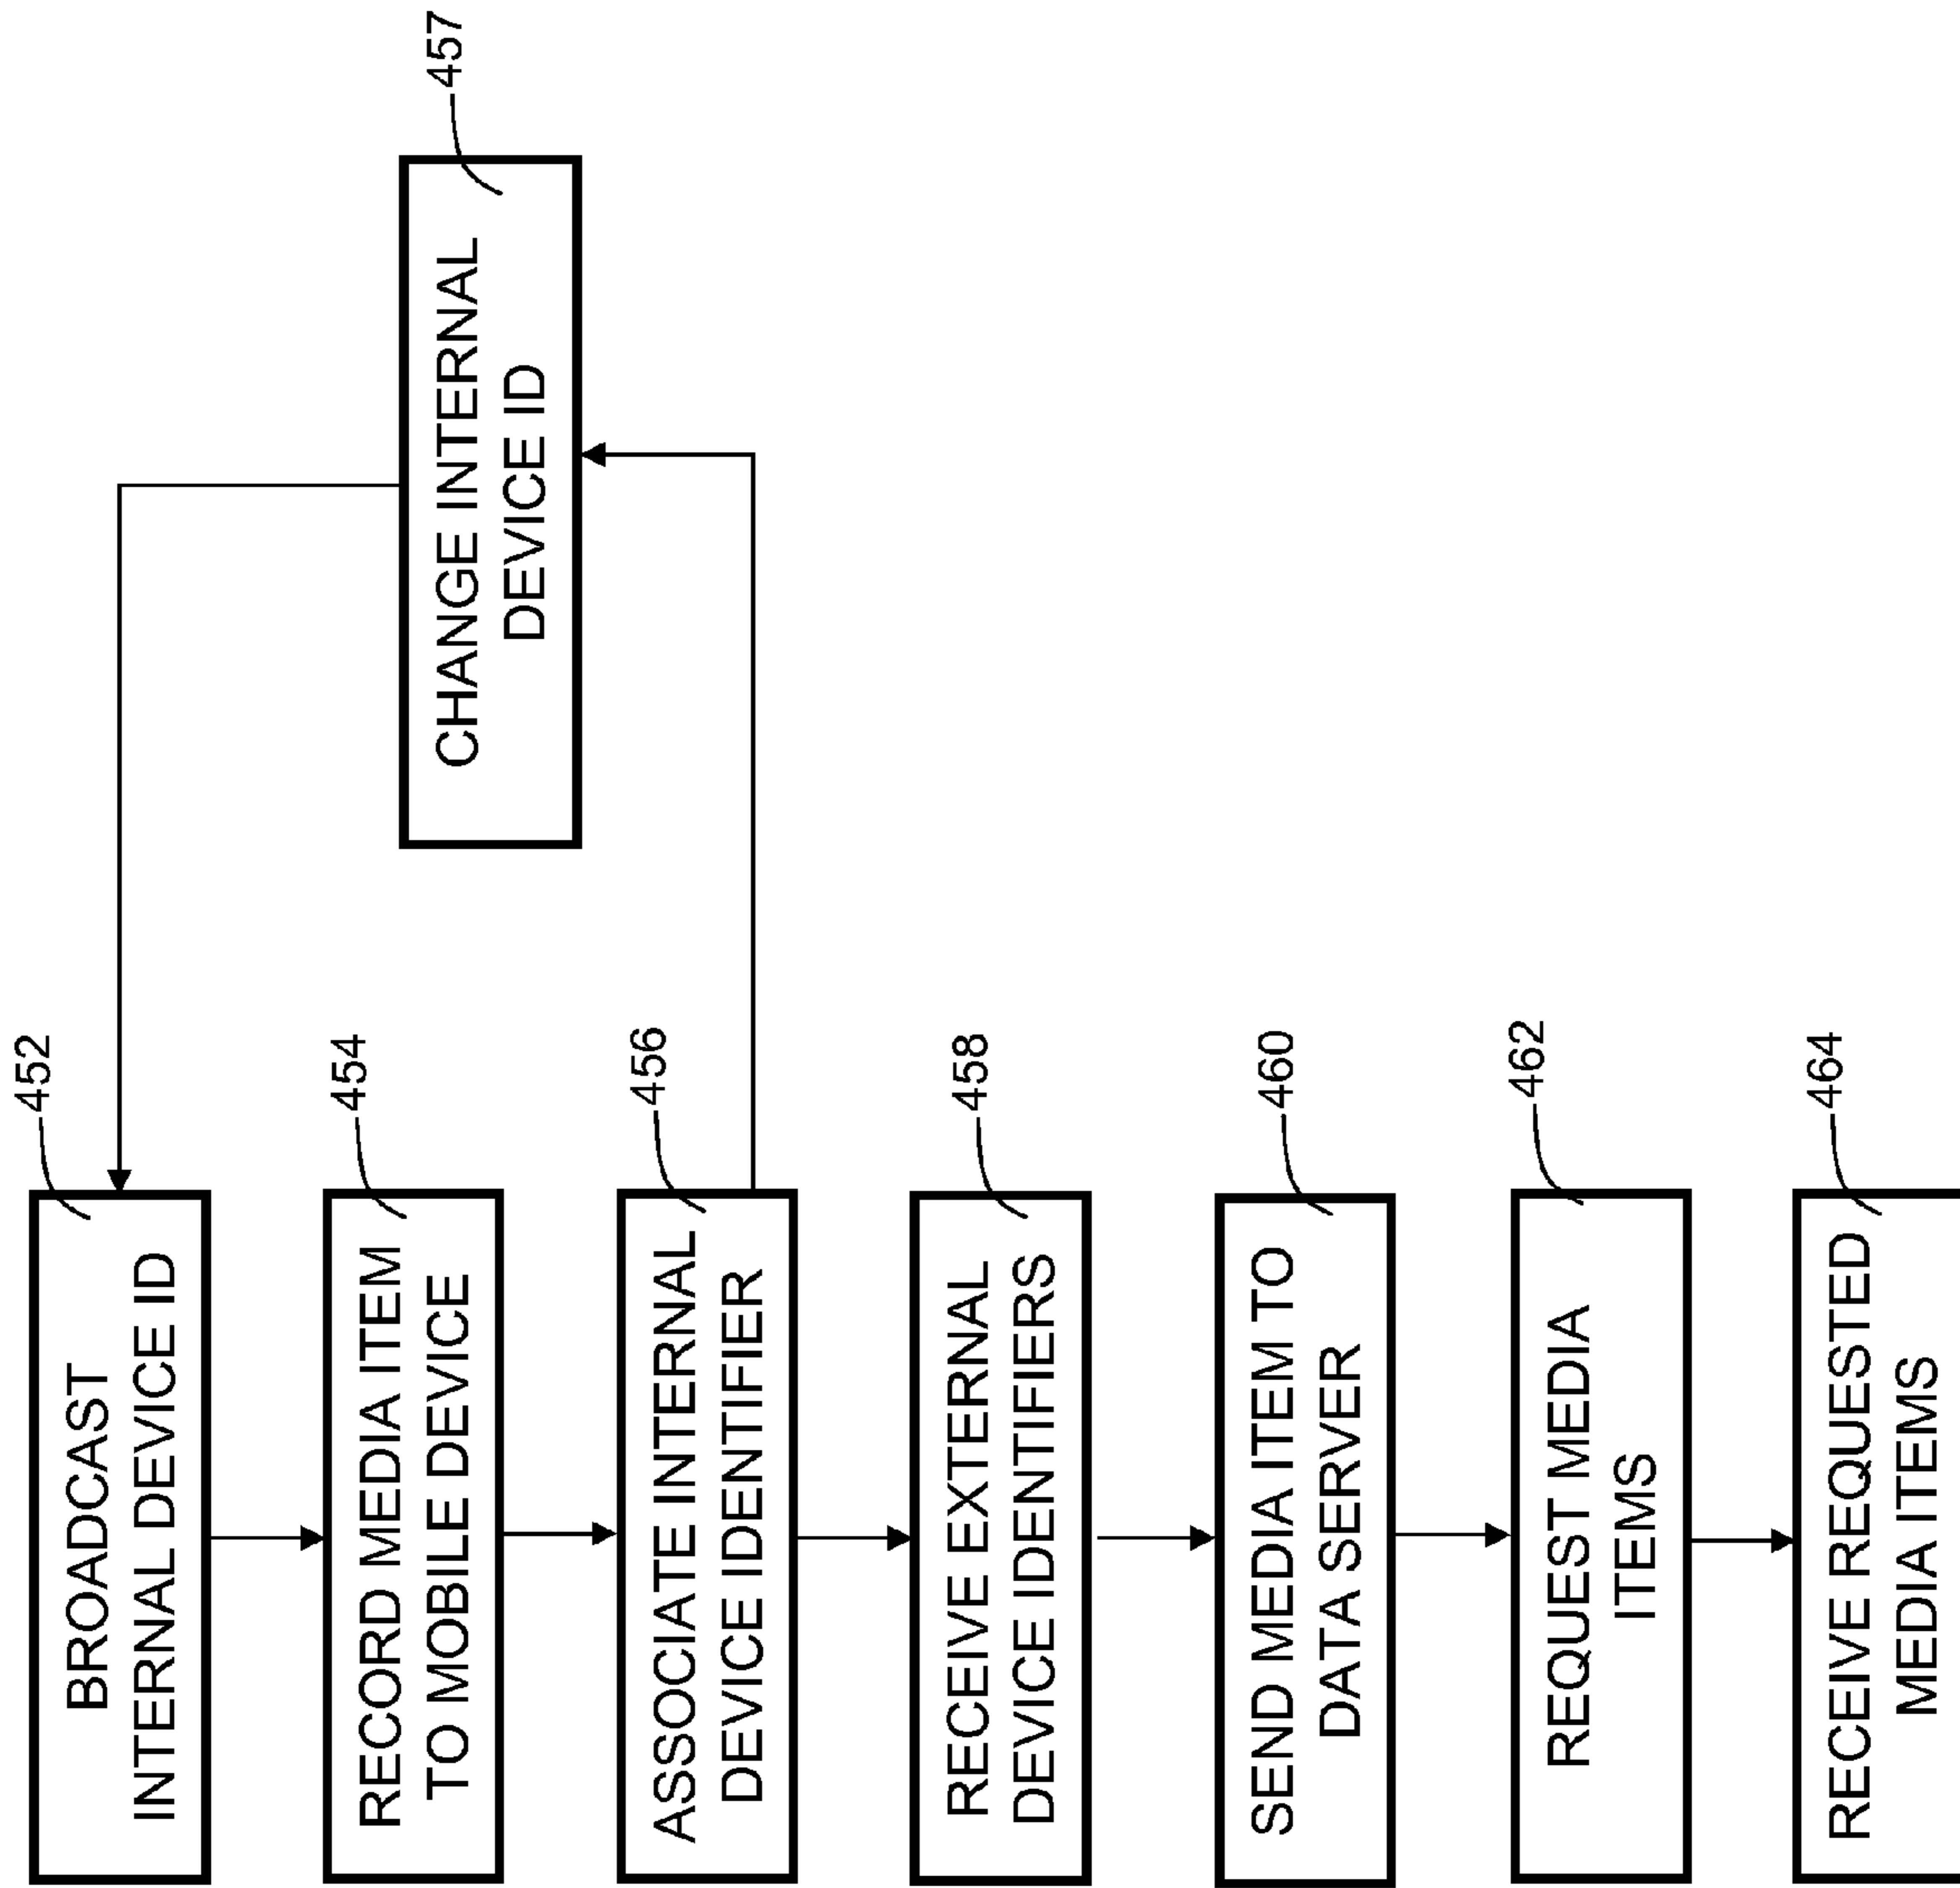 452
BROADCAST
INTERNAL DEVICE ID
454
RECORD MEDIA ITEM
TO MOBILE DEVICE
456
ASSOCIATE INTERNAL
DEVICE IDENTIFIER
457
CHANGE INTERNAL
DEVICE ID
458
RECEIVE EXTERNAL
DEVICE IDENTIFIERS
460
SEND MEDIA ITEM TO
DATA SERVER
462
REQUEST MEDIA
ITEMS
464
RECEIVE REQUESTED
MEDIA ITEMS